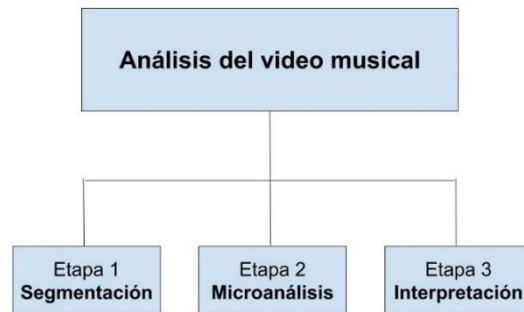 Análisis del video musical
Etapa 1
Segmentación
Etapa 2
Microanálisis
Etapa 3
Interpretación